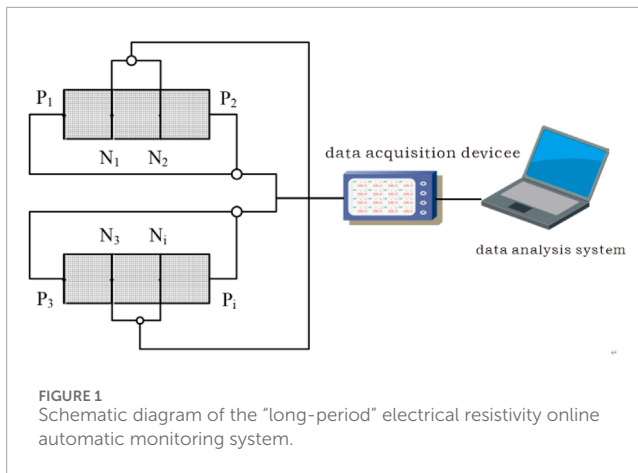 P1 P2
N1 N2
data acquisition devicee
N3 Ni
data analysis system
P3 Pi
FIGURE 1
Schematic diagram of the “long-period” electrical resistivity online
automatic monitoring system.